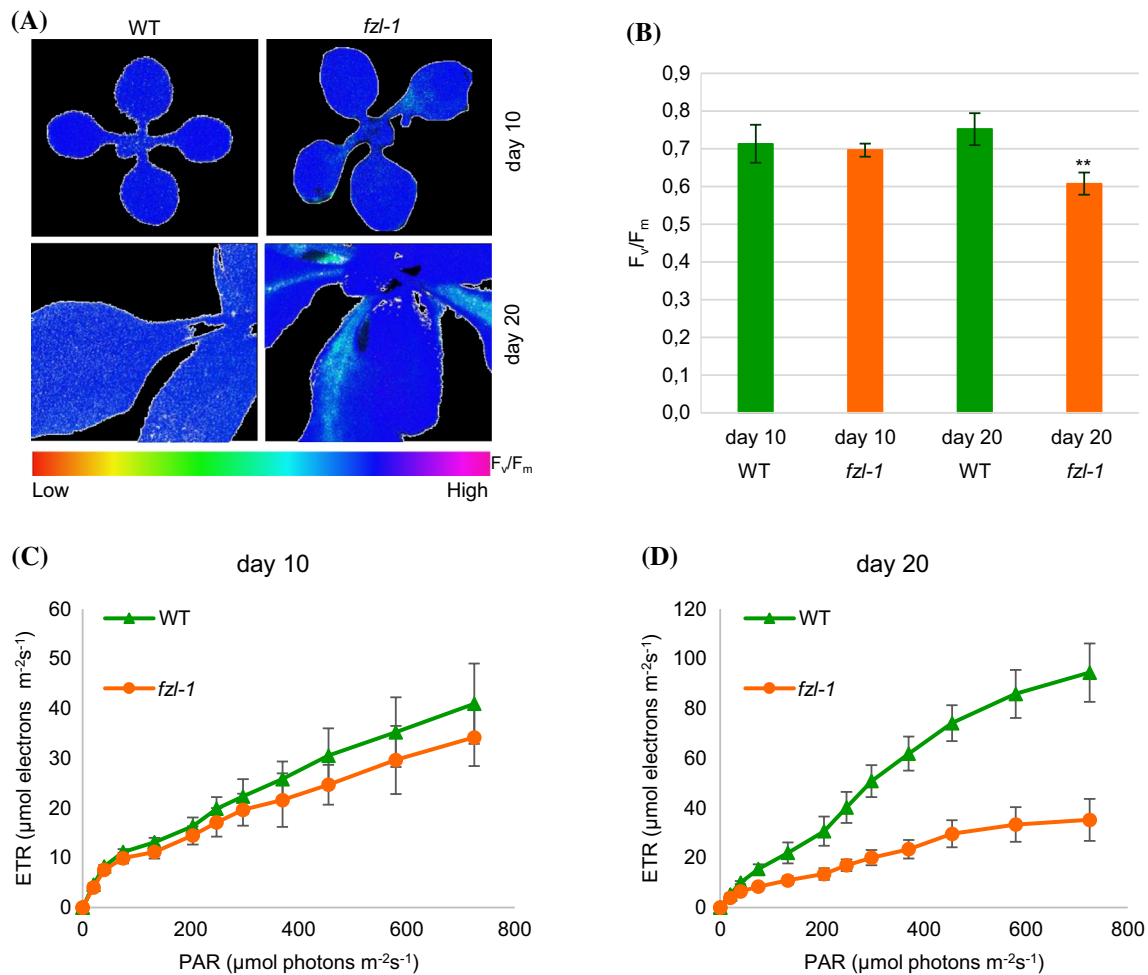 (A)
WT
fzl-1
day 10
day 20
F_v/F_m
Low
High
(B)
0,9
0,8
0,7
0,6
0,5
0,4
0,3
0,2
0,1
0,0
F_v/F_m
**
day 10 day 10 day 20 day 20
WT fzl-1 WT fzl-1
(C)
day 10
60
50
40
30
20
10
0
ETR (µmol electrons m⁻²s⁻¹)
WT
fzl-1
0 200 400 600 800
PAR (µmol photons m⁻²s⁻¹)
(D)
day 20
120
100
80
60
40
20
0
ETR (µmol electrons m⁻²s⁻¹)
WT
fzl-1
0 200 400 600 800
PAR (µmol photons m⁻²s⁻¹)